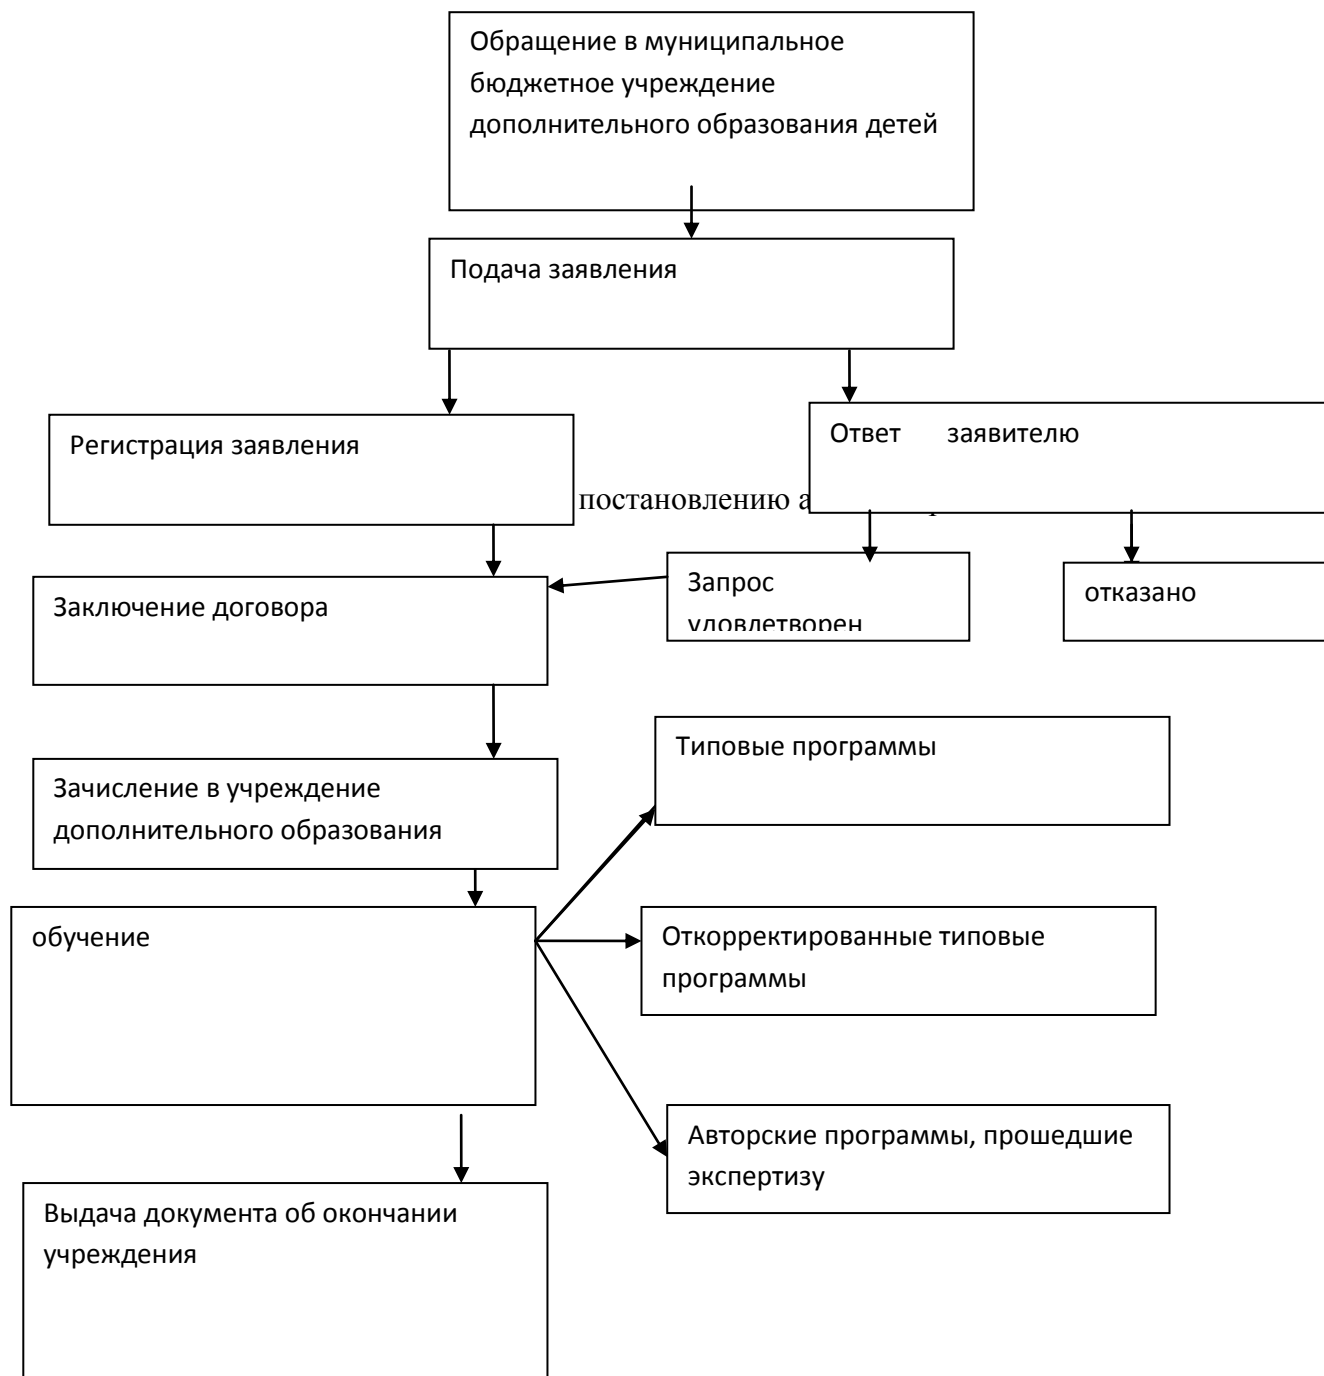 Обращение в муниципальное
бюджетное учреждение
дополнительного образования детей
Подача заявления
Регистрация заявления
Ответ заявителю
постановлению
Заключение договора
Запрос
удовлетворен
отказано
Типовые программы
Зачисление в учреждение
дополнительного образования
обучение
Откорректированные типовые
программы
Авторские программы, прошедшие
экспертизу
Выдача документа об окончании
учреждения